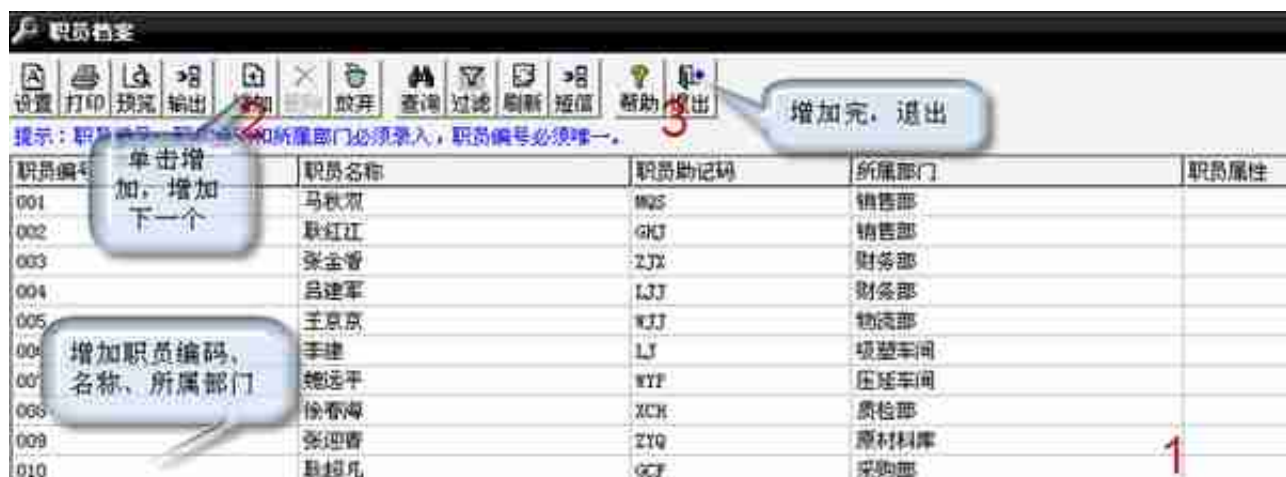 职员档案
设置 打印 预览 输出 增加 放弃 查询 过滤 刷新 短信 帮助 退出
2
3
增加完，退出
提示：职员 和所属部门必须录入，职员编号必须唯一。
单击增
加，增加
下一个
职员编号 职员名称 职员助记码 所属部门 职员属性
001 马秋双 MQS 销售部
002 耿红江 GHJ 销售部
003 张金香 ZJX 财务部
004 吕建军 LJJ 财务部
005 王京京 WJJ 物流部
006 李建 LJ 吸塑车间
007 魏远平 WYP 压延车间
008 徐春海 XCH 质检部
009 张迎春 ZYQ 原材料库
010 耿超凡 GCF 采购部
增加职员编码、
名称、所属部门
1